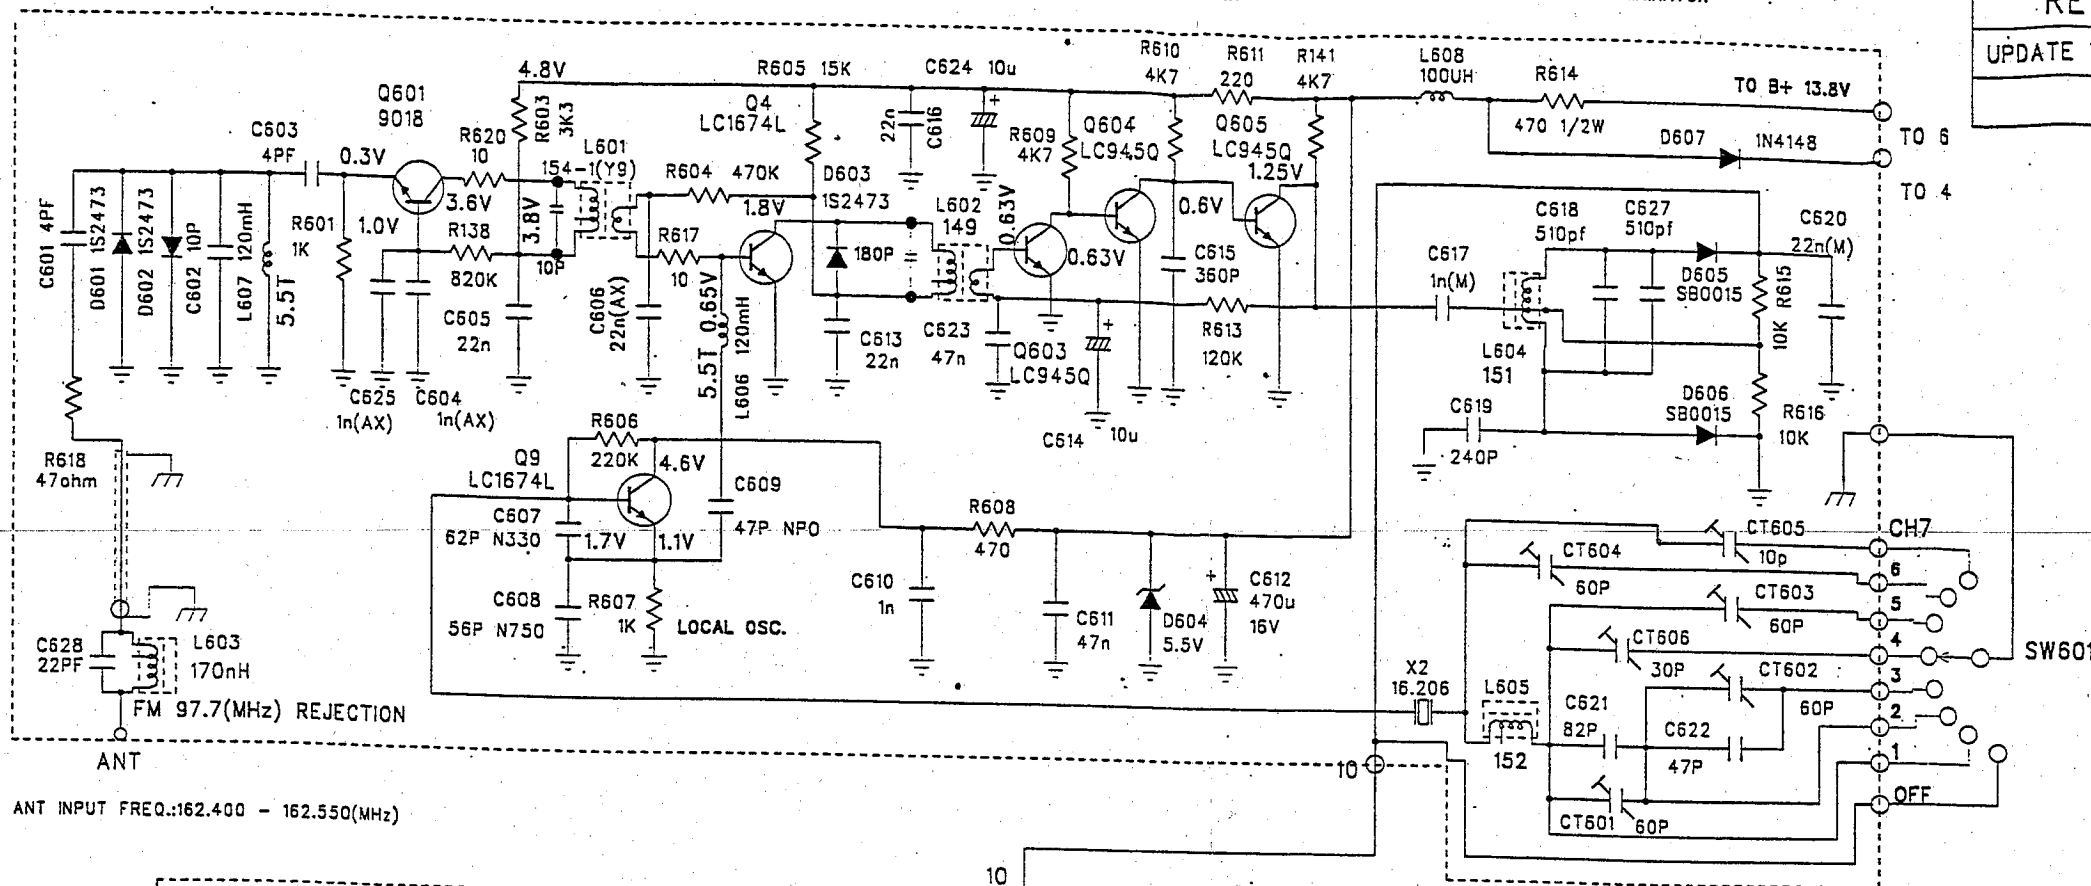 RE
UPDATE
4.8V
R605 15K
C624 10u
R610
4K7
R611
220
R141
4K7
L608
100UH
R614
470 1/2W
TO B+ 13.8V
TO 6
D607
1N4148
TO 4
Q601
9018
C603
4PF
0.3V
R620
10
R603
3K3
L601
154-1(Y9)
Q4
LC1674L
22n
C616
R609
4K7
Q604
LC945Q
Q605
LC945Q
1.25V
R604
470K
D603
1S2473
1.8V
L602
149
0.63V
0.6V
C618
510pf
C627
510pf
C620
22n(M)
C601 4PF
D601 1S2473
D602 1S2473
C602 10P
L607 120mH
5.5T
R601
1K
1.0V
3.6V
3.8V
R138
820K
10P
R617
10
180P
0.63V
C615
360P
C617
1n(M)
D605
SB0015
R615
10K
C605
22n
C606
22n(AX)
5.5T 0.65V
L606 120mH
C613
22n
C623
47n
Q603
LC945Q
R613
120K
L604
151
C625
1n(AX)
C604
1n(AX)
C614
10u
C619
240P
D606
SB0015
R616
10K
R618
47ohm
R606
220K
Q9
LC1674L
4.6V
C609
47P NPO
C607
62P N330
1.7V
1.1V
R608
470
C608
56P N750
R607
1K
LOCAL OSC.
C610
1n
C611
47n
D604
5.5V
C612
470u
16V
CT605
10p
CH7
CT604
60P
6
CT603
60P
5
CT606
30P
4
SW601
CT602
60P
3
C628
22PF
L603
170nH
FM 97.7(MHz) REJECTION
X2
16.206
L605
152
C621
82P
C622
47P
2
1
ANT
10
CT601
60P
OFF
ANT INPUT FREQ.:162.400 - 162.550(MHz)
10